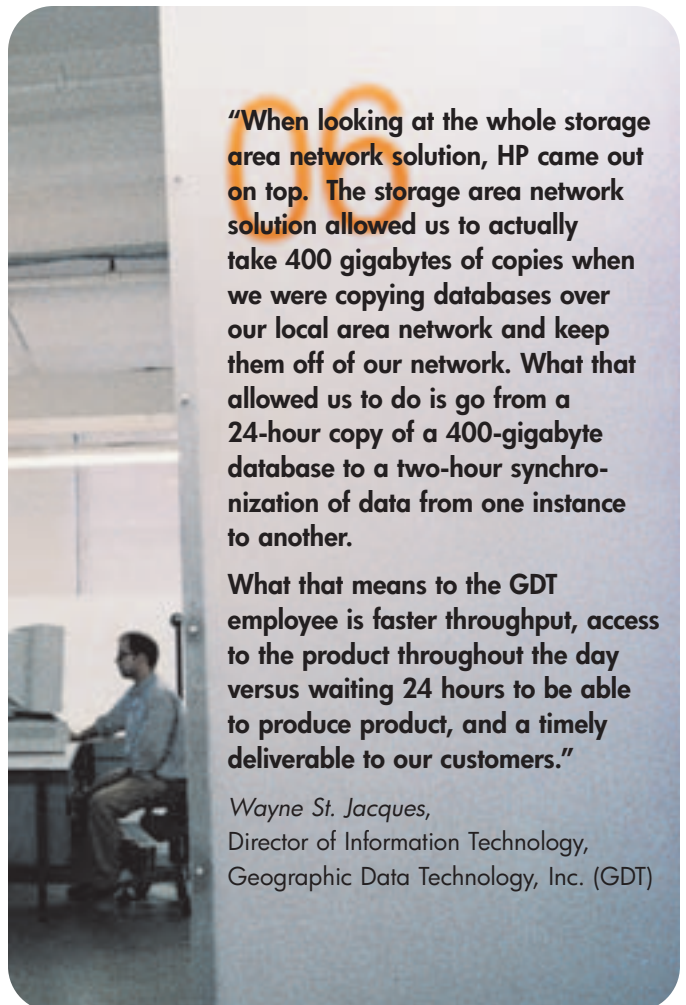 06
“When looking at the whole storage
area network solution, HP came out
on top.  The storage area network
solution allowed us to actually
take 400 gigabytes of copies when
we were copying databases over
our local area network and keep
them off of our network. What that
allowed us to do is go from a
24-hour copy of a 400-gigabyte
database to a two-hour synchro-
nization of data from one instance
to another.
What that means to the GDT
employee is faster throughput, access
to the product throughout the day
versus waiting 24 hours to be able
to produce product, and a timely
deliverable to our customers.”
Wayne St. Jacques,
Director of Information Technology,
Geographic Data Technology, Inc. (GDT)